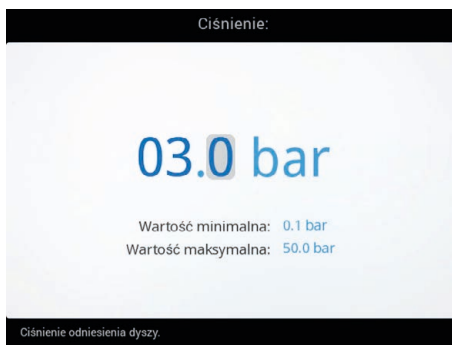 Ciśnienie:
03.0 bar
Wartość minimalna: 0.1 bar
Wartość maksymalna: 50.0 bar
Ciśnienie odniesienia dyszy.